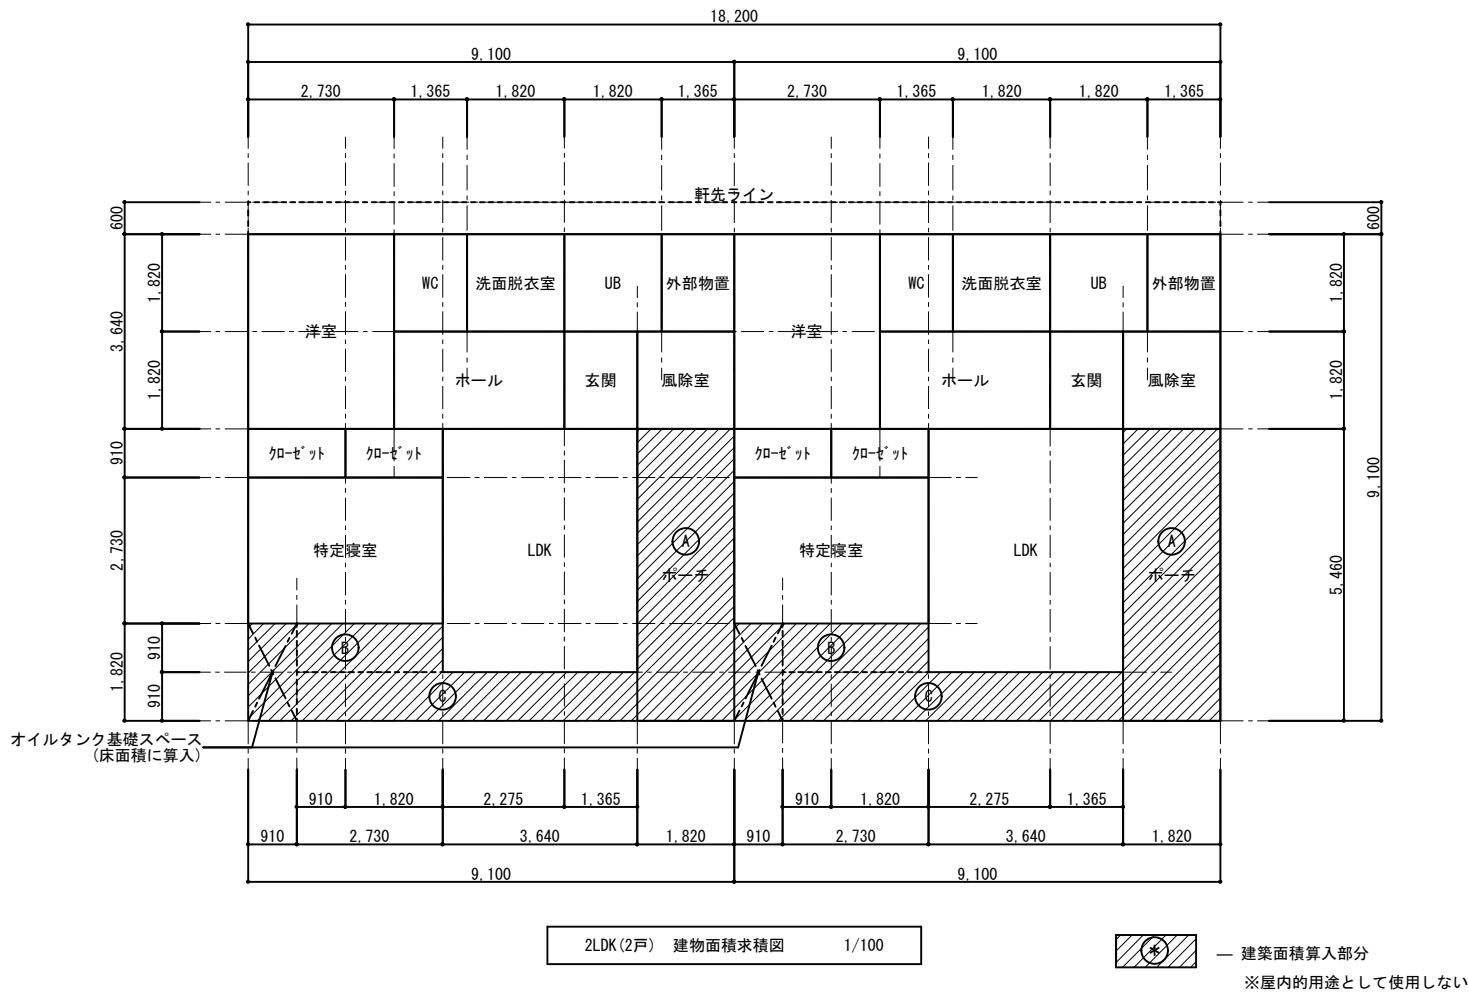 18,200
9,100 9,100
2,730 1,365 1,820 1,820 1,365 2,730 1,365 1,820 1,820 1,365
軒先ライン
600 600
1,820 WC 洗面脱衣室 UB 外部物置 WC 洗面脱衣室 UB 外部物置 1,820
3,640 洋室 洋室
1,820 ホール 玄関 風除室 ホール 玄関 風除室 1,820
910 クローゼット クローゼット クローゼット クローゼット
9,100
2,730 特定寝室 LDK A ポーチ 特定寝室 LDK A ポーチ 5,460
910 B B
1,820
910 C C
オイルタンク基礎スペース
(床面積に算入)
910 1,820 2,275 1,365 910 1,820 2,275 1,365
910 2,730 3,640 1,820 910 2,730 3,640 1,820
9,100 9,100
2LDK(2戸) 建物面積求積図 1/100
* — 建築面積算入部分
※屋内的用途として使用しない